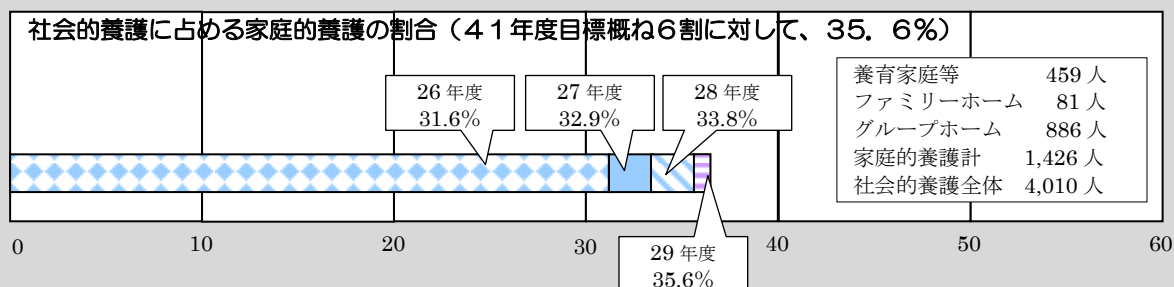 社会的養護に占める家庭的養護の割合（４１年度目標概ね６割に対して、３５．６％）
26 年度
31.6%
27 年度
32.9%
28 年度
33.8%
養育家庭等 459 人
ファミリーホーム 81 人
グループホーム 886 人
家庭的養護計 1,426 人
社会的養護全体 4,010 人
0 10 20 30 40 50 60
29 年度
35.6%